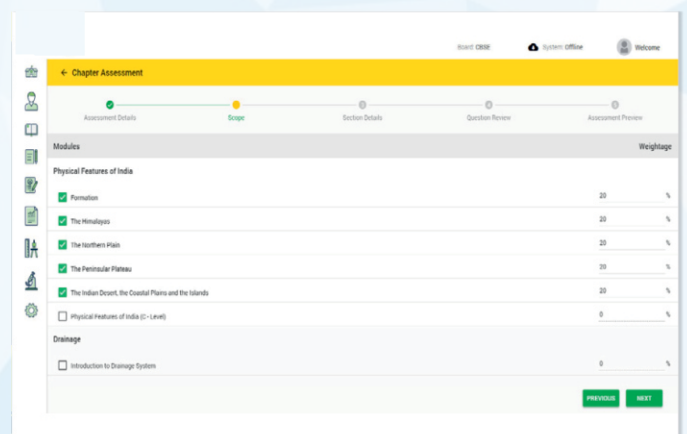 Board CBSE System Offline Welcome
← Chapter Assessment
Assessment Details Scope Section Details Question Review Assessment Preview
Modules Weightage
Physical Features of India
Formation 20 %
The Himalayas 20 %
The Northern Plain 20 %
The Peninsular Plateau 20 %
The Indian Desert, the Coastal Plains and the Islands 20 %
Physical Features of India (C-Level) 0 %
Drainage
Introduction to Drainage System 0 %
PREVIOUS NEXT